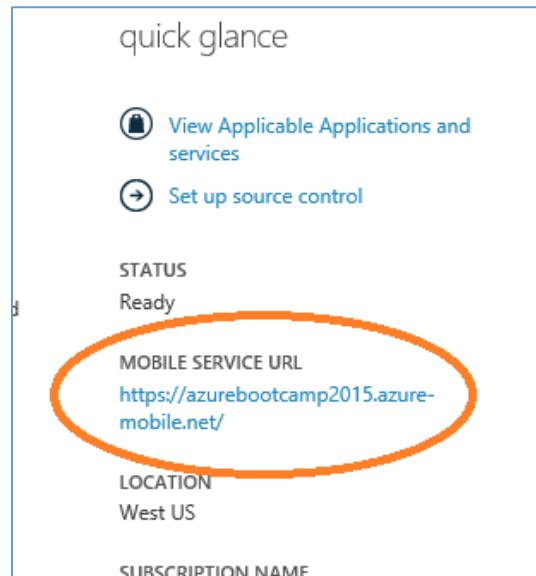 quick glance
View Applicable Applications and
services
Set up source control
STATUS
Ready
d
MOBILE SERVICE URL
https://azurebootcamp2015.azure-
mobile.net/
LOCATION
West US
SUBSCRIPTION NAME